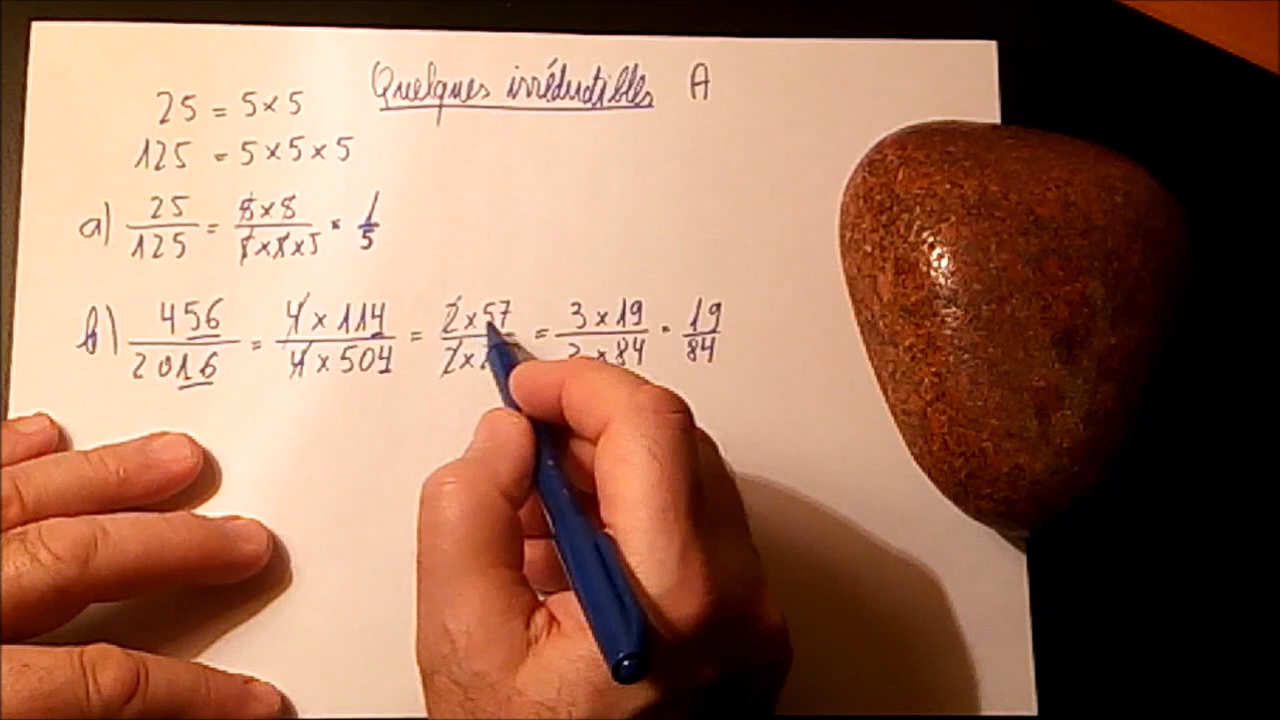 Quelques irréductibles A
25 = 5 × 5
125 = 5 × 5 × 5
a) 25/125 = 5 × 5/5 × 5 × 5 = 1/5
b) 456/2016 = 4 × 114/4 × 504 = 2 × 57/2 × = 3 × 19/3 × 84 = 19/84